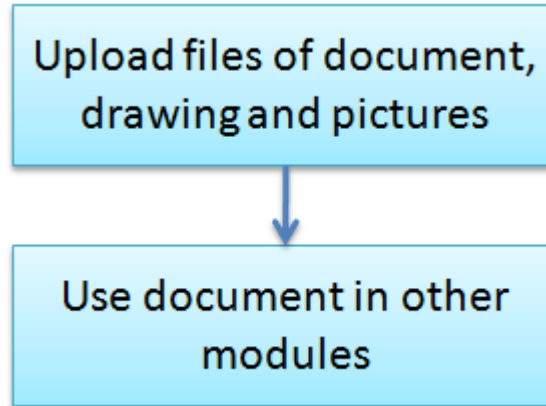 Upload files of document,
drawing and pictures
Use document in other
modules